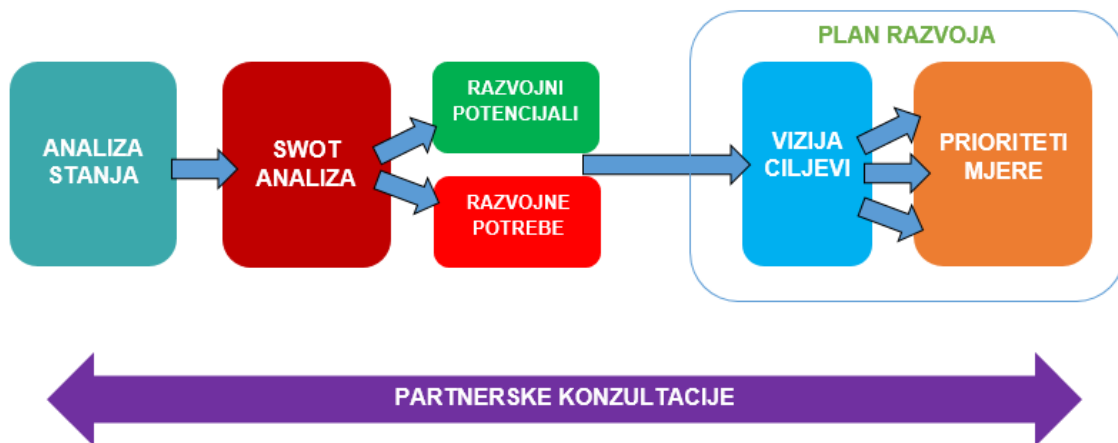 PLAN RAZVOJA
ANALIZA
STANJA
SWOT
ANALIZA
RAZVOJNI
POTENCIJALI
RAZVOJNE
POTREBE
VIZIJA
CILJEVI
PRIORITETI
MJERE
PARTNERSKE KONZULTACIJE